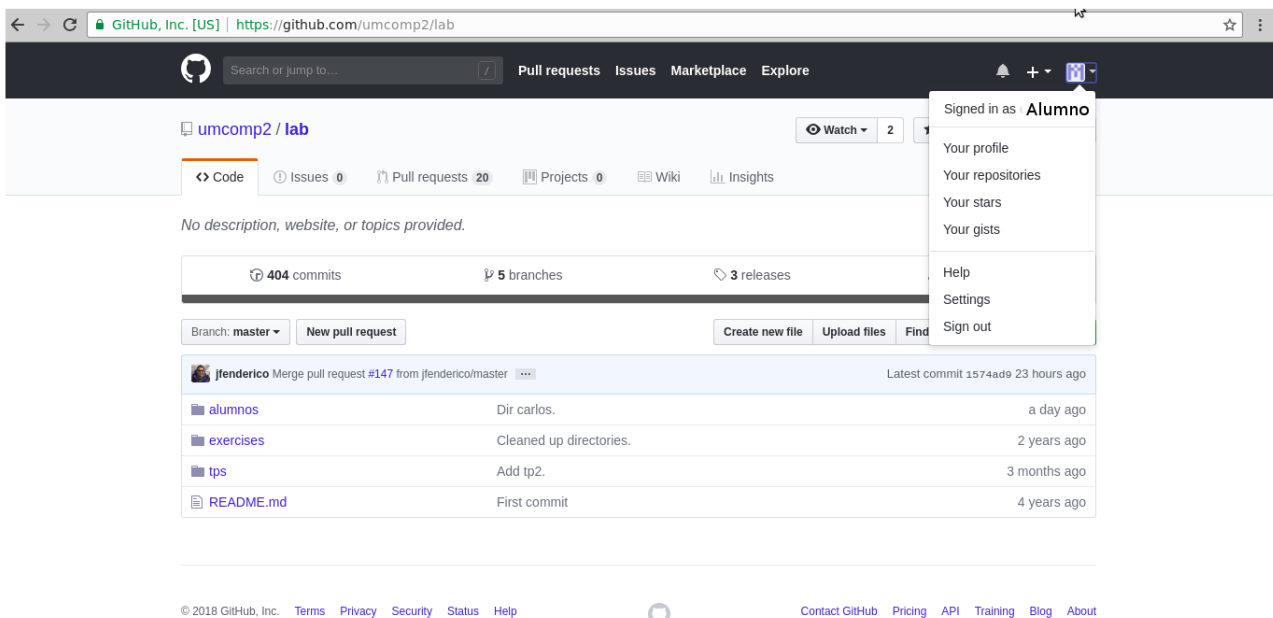 GitHub, Inc. [US] https://github.com/umcomp2/lab
Search or jump to… / Pull requests Issues Marketplace Explore
Signed in as Alumno
umcomp2 / lab Watch 2
Your profile
Code Issues 0 Pull requests 20 Projects 0 Wiki Insights Your repositories
Your stars
No description, website, or topics provided. Your gists
404 commits 5 branches 3 releases Help
Settings
Branch: master New pull request Create new file Upload files Find Sign out
jfenderico Merge pull request #147 from jfenderico/master … Latest commit 1574ad9 23 hours ago
alumnos Dir carlos. a day ago
exercises Cleaned up directories. 2 years ago
tps Add tp2. 3 months ago
README.md First commit 4 years ago
© 2018 GitHub, Inc. Terms Privacy Security Status Help Contact GitHub Pricing API Training Blog About